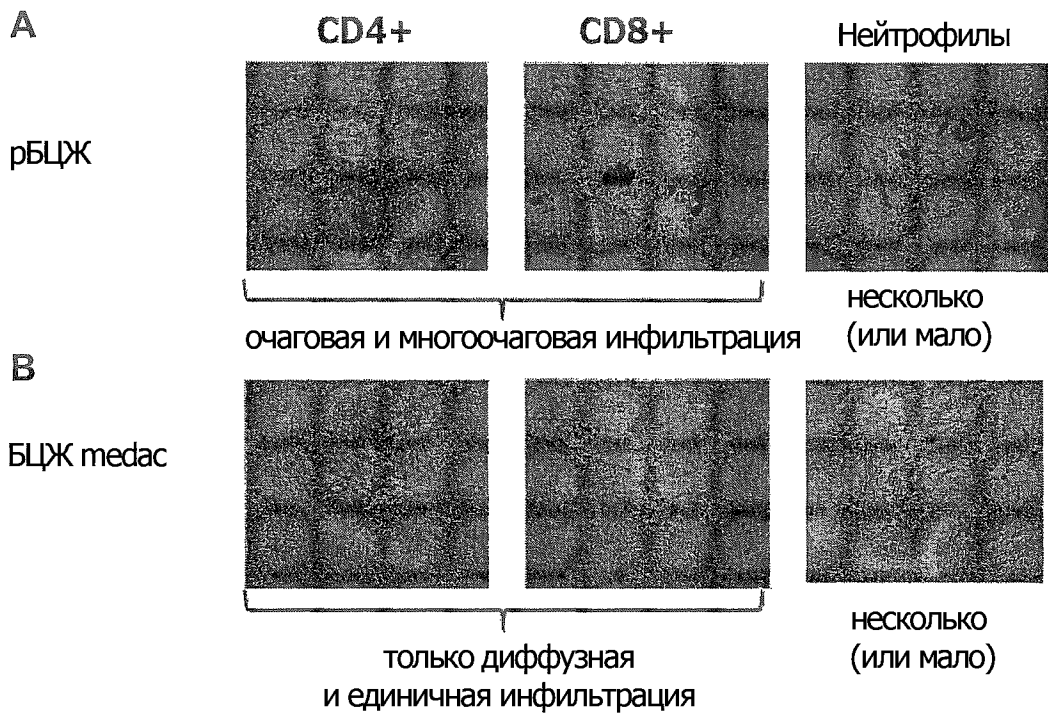 A
CD4+
CD8+
Нейтрофилы
рБЦЖ
очаговая и многоочаговая инфильтрация
несколько
(или мало)
B
БЦЖ medac
только диффузная
и единичная инфильтрация
несколько
(или мало)